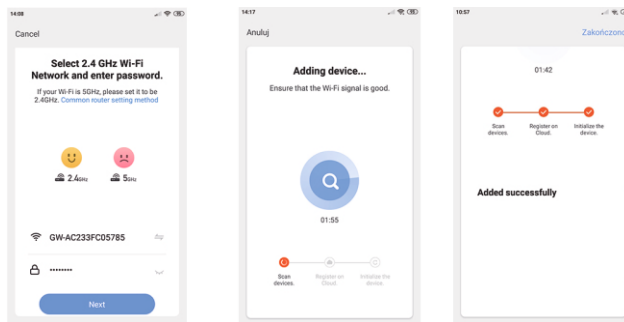 14:08
Cancel
Select 2.4 GHz Wi-Fi
Network and enter password.
If your Wi-Fi is 5GHz, please set it to be
2.4GHz. Common router setting method
2.4GHz
5GHz
GW-AC233FC05785
••••••••
Next
14:17
Anuluj
Adding device...
Ensure that the Wi-Fi signal is good.
01:55
Scan
devices.
Register on
Cloud.
Initialize the
device.
10:57
Zakończono
01:42
Scan
devices.
Register on
Cloud.
Initialize the
device.
Added successfully